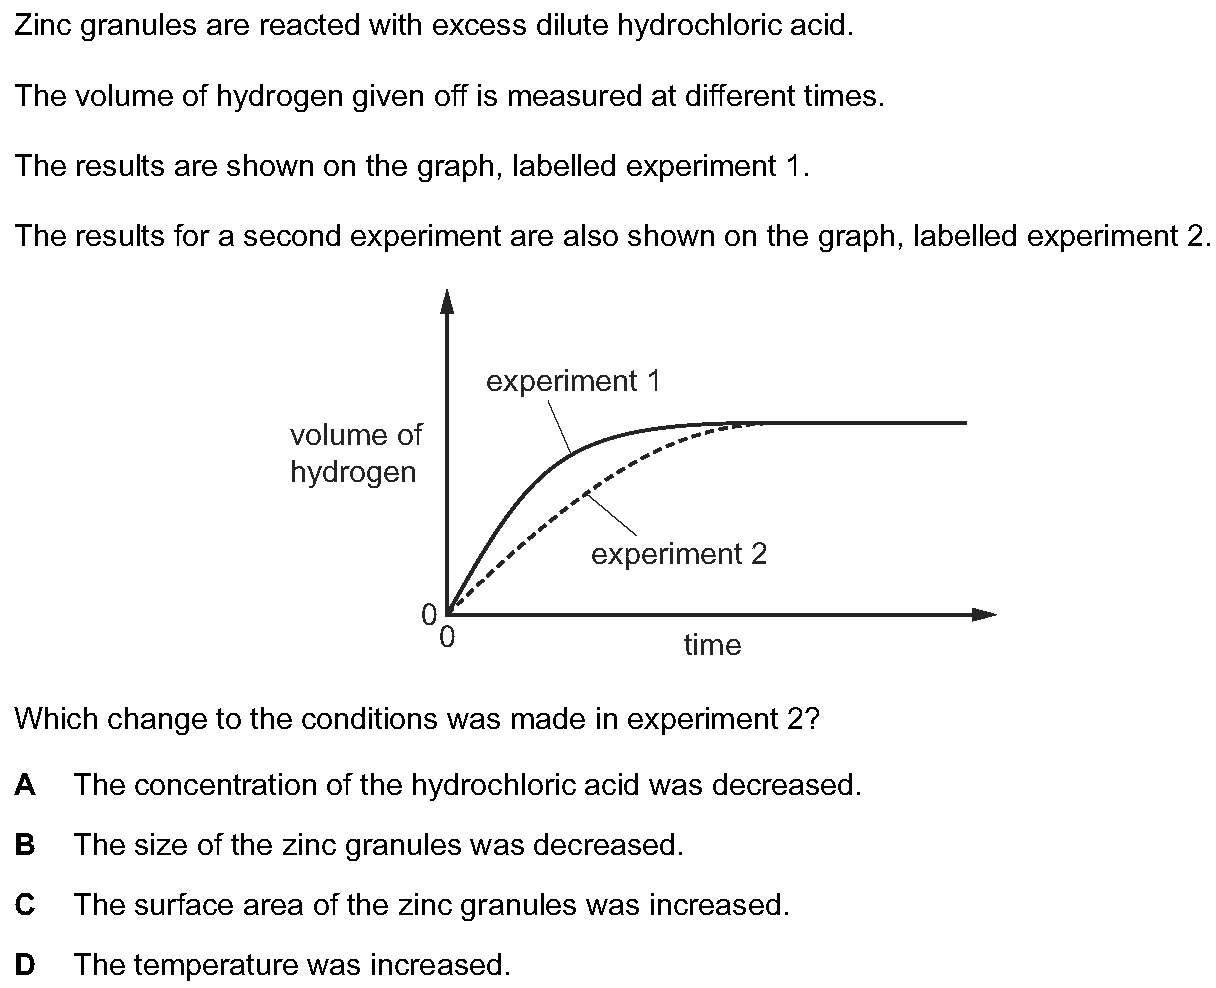 Zinc granules are reacted with excess dilute hydrochloric acid.
The volume of hydrogen given off is measured at different times.
The results are shown on the graph, labelled experiment 1.
The results for a second experiment are also shown on the graph, labelled experiment 2.
experiment 1
volume of
hydrogen
experiment 2
0
0
time
Which change to the conditions was made in experiment 2?
A The concentration of the hydrochloric acid was decreased.
B The size of the zinc granules was decreased.
C The surface area of the zinc granules was increased.
D The temperature was increased.